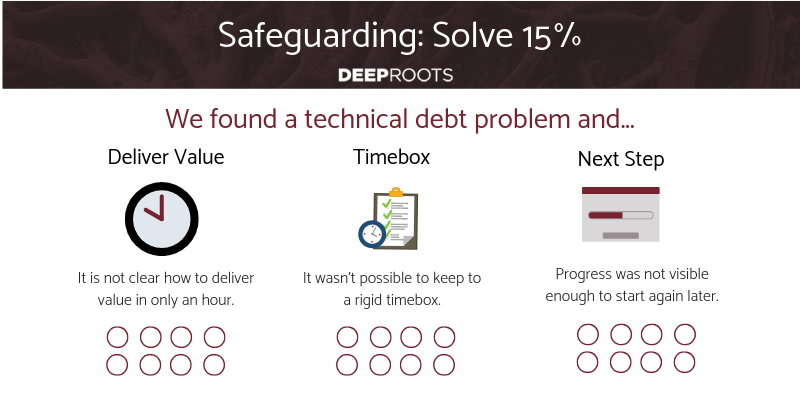 Safeguarding: Solve 15%
DEEPROOTS
We found a technical debt problem and...
Deliver Value
It is not clear how to deliver
value in only an hour.
Timebox
It wasn't possible to keep to
a rigid timebox.
Next Step
Progress was not visible
enough to start again later.